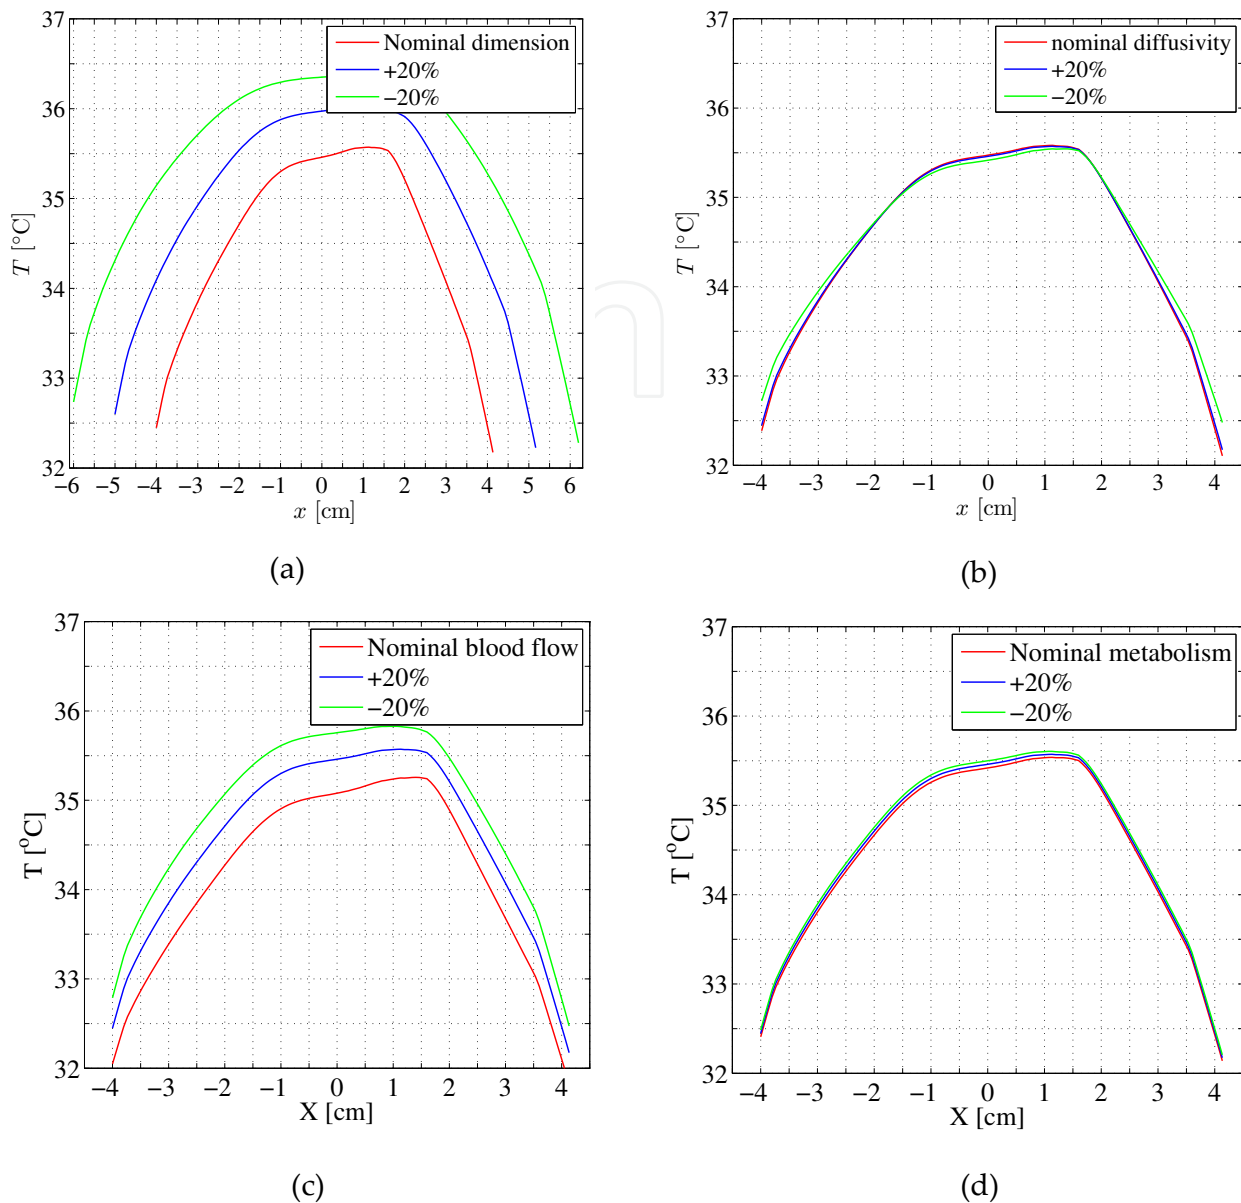 37
36
35
34
33
32
T [°C]
Nominal dimension
+20%
−20%
−6 −5 −4 −3 −2 −1 0 1 2 3 4 5 6
x [cm]
(a)
37
36
35
34
33
32
T [°C]
nominal diffusivity
+20%
−20%
−4 −3 −2 −1 0 1 2 3 4
x [cm]
(b)
37
36
35
34
33
32
T [°C]
Nominal blood flow
+20%
−20%
−4 −3 −2 −1 0 1 2 3 4
X [cm]
(c)
37
36
35
34
33
32
T [°C]
Nominal metabolism
+20%
−20%
−4 −3 −2 −1 0 1 2 3 4
X [cm]
(d)